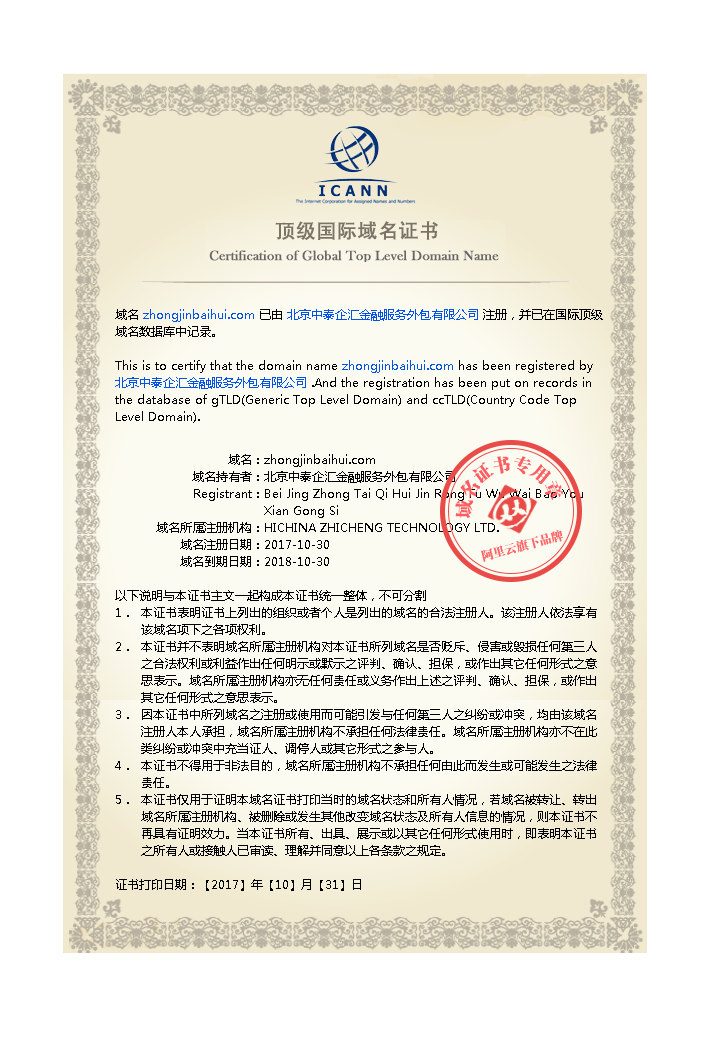 ICANN
The Internet Corporation for Assigned Names and Numbers
顶级国际域名证书
Certification of Global Top Level Domain Name
域名 zhongjinbaihui.com 已由 北京中泰企汇金融服务外包有限公司 注册，并已在国际顶级
域名数据库中记录。
This is to certify that the domain name zhongjinbaihui.com has been registered by
北京中泰企汇金融服务外包有限公司 .And the registration has been put on records in
the database of gTLD(Generic Top Level Domain) and ccTLD(Country Code Top
Level Domain).
域名：zhongjinbaihui.com
域名持有者：北京中泰企汇金融服务外包有限公司
Registrant：Bei Jing Zhong Tai Qi Hui Jin Rong Fu Wu Wai Bao You
Xian Gong Si
域名所属注册机构：HICHINA ZHICHENG TECHNOLOGY LTD.
域名注册日期：2017-10-30
域名到期日期：2018-10-30
域名证书专用章
阿里云旗下品牌
以下说明与本证书主文一起构成本证书统一整体，不可分割
1． 本证书表明证书上列出的组织或者个人是列出的域名的合法注册人。该注册人依法享有
该域名项下之各项权利。
2． 本证书并不表明域名所属注册机构对本证书所列域名是否贬斥、侵害或毁损任何第三人
之合法权利或利益作出任何明示或默示之评判、确认、担保，或作出其它任何形式之意
思表示。域名所属注册机构亦无任何责任或义务作出上述之评判、确认、担保，或作出
其它任何形式之意思表示。
3． 因本证书中所列域名之注册或使用而可能引发与任何第三人之纠纷或冲突，均由该域名
注册人本人承担，域名所属注册机构不承担任何法律责任。域名所属注册机构亦不在此
类纠纷或冲突中充当证人、调停人或其它形式之参与人。
4． 本证书不得用于非法目的，域名所属注册机构不承担任何由此而发生或可能发生之法律
责任。
5． 本证书仅用于证明本域名证书打印当时的域名状态和所有人情况，若域名被转让、转出
域名所属注册机构、被删除或发生其他改变域名状态及所有人信息的情况，则本证书不
再具有证明效力。当本证书所有、出具、展示或以其它任何形式使用时，即表明本证书
之所有人或接触人已审读、理解并同意以上各条款之规定。
证书打印日期：【2017】年【10】月【31】日